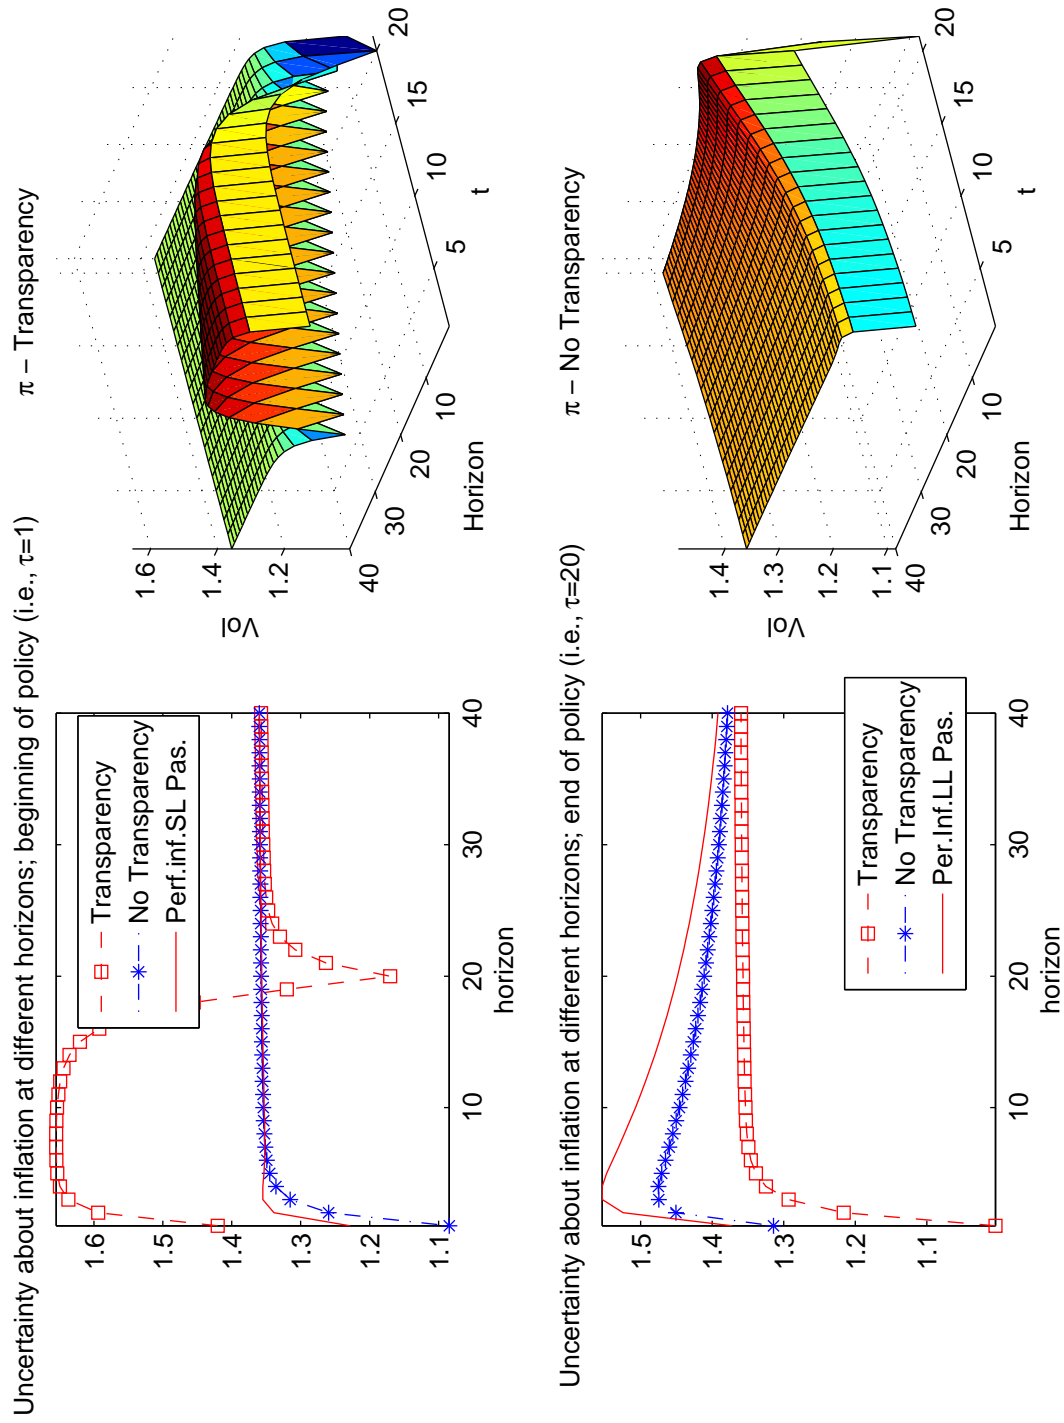 Uncertainty about inflation at different horizons; beginning of policy (i.e., τ=1)
1.6
1.5
1.4
1.3
1.2
1.1
10
20
30
40
horizon
Transparency
No Transparency
Perf.inf.SL Pas.
π − Transparency
1.6
1.4
1.2
Vol
40
30
20
10
Horizon
5
10
15
20
t
Uncertainty about inflation at different horizons; end of policy (i.e., τ=20)
1.5
1.4
1.3
1.2
1.1
10
20
30
40
horizon
Transparency
No Transparency
Per.Inf.LL Pas.
π − No Transparency
1.4
1.3
1.2
1.1
Vol
40
30
20
10
Horizon
5
10
15
20
t